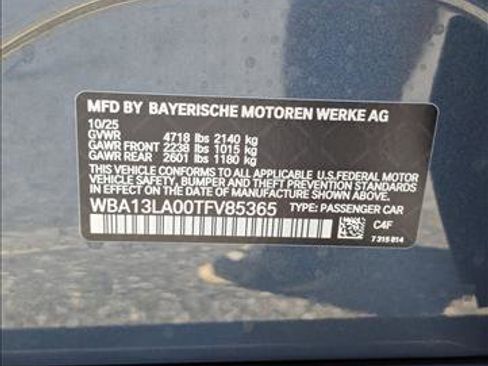 MFD BY BAYERISCHE MOTOREN WERKE AG
10/25
GVWR 4718 lbs 2140 kg
GAWR FRONT 2238 lbs 1015 kg
GAWR REAR 2601 lbs 1180 kg
THIS VEHICLE CONFORMS TO ALL APPLICABLE U.S.FEDERAL MOTOR
VEHICLE SAFETY, BUMPER, AND THEFT PREVENTION
STANDARDS IN EFFECT ON THE DATE OF MANUFACTURE SHOWN ABOVE.
WBA13LA00TFV85365 TYPE: PASSENGER CAR
C4F
7 315 814